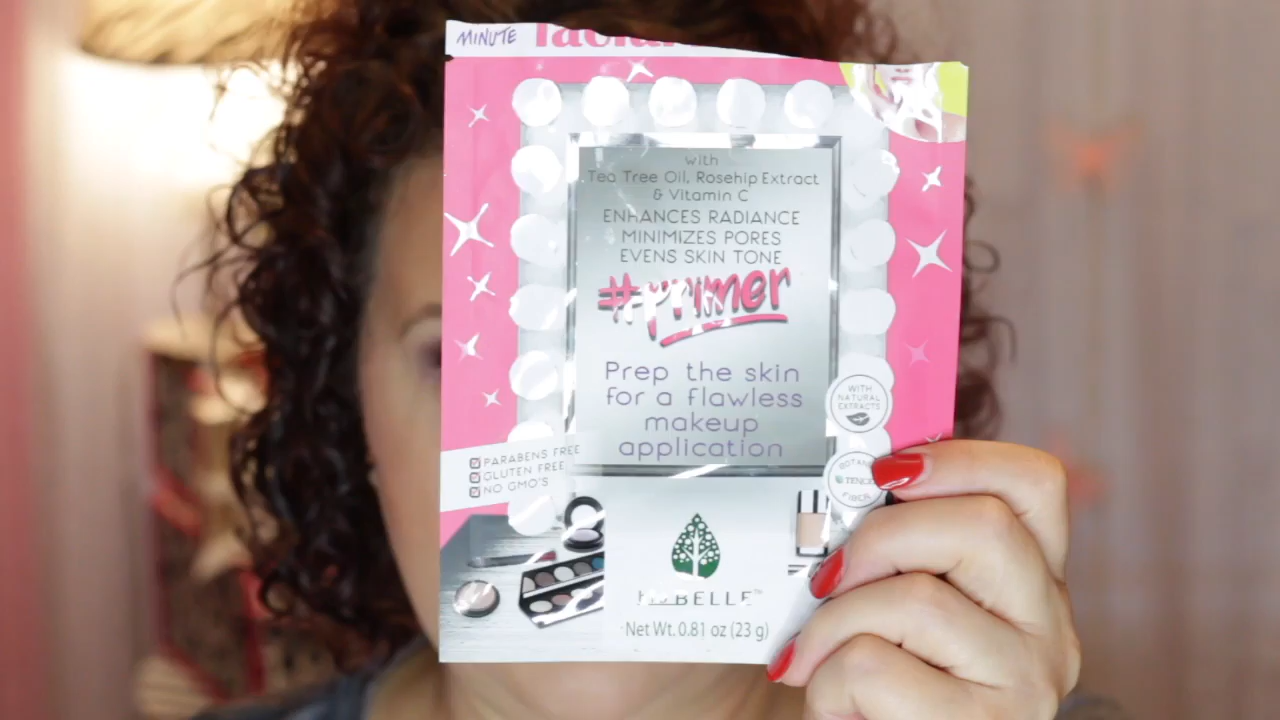 MINUTE
with
Tea Tree Oil, Rosehip Extract
& Vitamin C
ENHANCES RADIANCE
MINIMIZES PORES
EVENS SKIN TONE
#primer
Prep the skin
for a flawless
makeup
application
WITH
NATURAL
EXTRACTS
PARABENS FREE
GLUTEN FREE
NO GMO'S
FIBER
BELLE™
Net Wt. 0.81 oz (23 g)